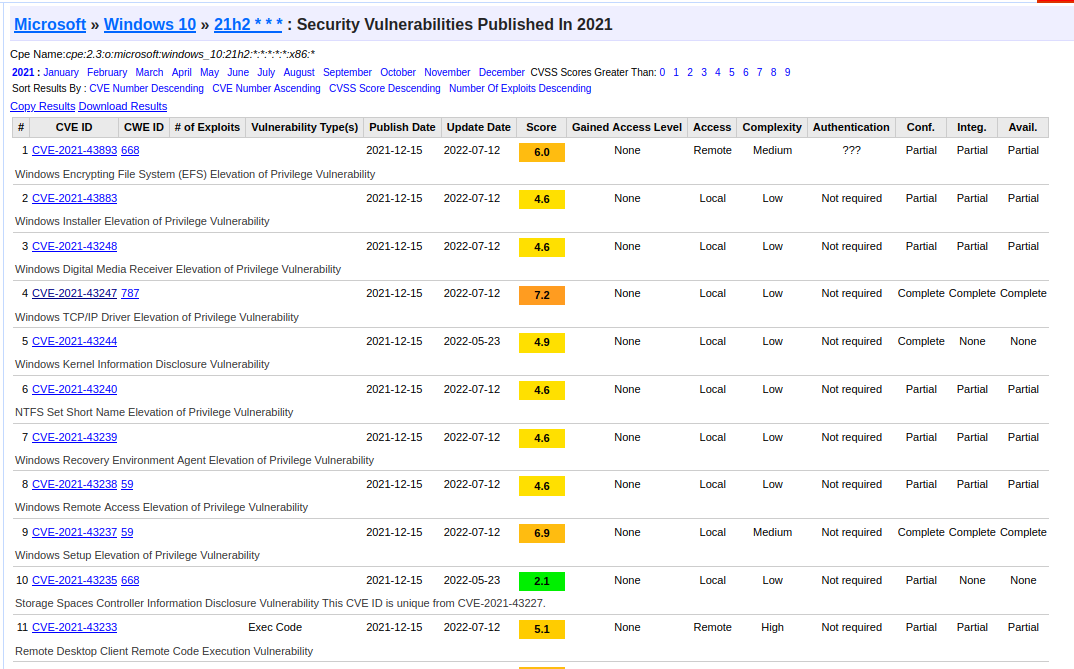 Microsoft » Windows 10 » 21h2 * * * : Security Vulnerabilities Published In 2021
Cpe Name:cpe:2.3:o:microsoft:windows_10:21h2:*:*:*:*:*:x86:*
2021 : January February March April May June July August September October November December CVSS Scores Greater Than: 0 1 2 3 4 5 6 7 8 9
Sort Results By : CVE Number Descending CVE Number Ascending CVSS Score Descending Number Of Exploits Descending
Copy Results Download Results
# CVE ID CWE ID # of Exploits Vulnerability Type(s) Publish Date Update Date Score Gained Access Level Access Complexity Authentication Conf. Integ. Avail.
1 CVE-2021-43893 668 2021-12-15 2022-07-12 6.0 None Remote Medium ??? Partial Partial Partial
Windows Encrypting File System (EFS) Elevation of Privilege Vulnerability
2 CVE-2021-43883 2021-12-15 2022-07-12 4.6 None Local Low Not required Partial Partial Partial
Windows Installer Elevation of Privilege Vulnerability
3 CVE-2021-43248 2021-12-15 2022-07-12 4.6 None Local Low Not required Partial Partial Partial
Windows Digital Media Receiver Elevation of Privilege Vulnerability
4 CVE-2021-43247 787 2021-12-15 2022-07-12 7.2 None Local Low Not required Complete Complete Complete
Windows TCP/IP Driver Elevation of Privilege Vulnerability
5 CVE-2021-43244 2021-12-15 2022-05-23 4.9 None Local Low Not required Complete None None
Windows Kernel Information Disclosure Vulnerability
6 CVE-2021-43240 2021-12-15 2022-07-12 4.6 None Local Low Not required Partial Partial Partial
NTFS Set Short Name Elevation of Privilege Vulnerability
7 CVE-2021-43239 2021-12-15 2022-07-12 4.6 None Local Low Not required Partial Partial Partial
Windows Recovery Environment Agent Elevation of Privilege Vulnerability
8 CVE-2021-43238 59 2021-12-15 2022-07-12 4.6 None Local Low Not required Partial Partial Partial
Windows Remote Access Elevation of Privilege Vulnerability
9 CVE-2021-43237 59 2021-12-15 2022-07-12 6.9 None Local Medium Not required Complete Complete Complete
Windows Setup Elevation of Privilege Vulnerability
10 CVE-2021-43235 668 2021-12-15 2022-05-23 2.1 None Local Low Not required Partial None None
Storage Spaces Controller Information Disclosure Vulnerability This CVE ID is unique from CVE-2021-43227.
11 CVE-2021-43233 Exec Code 2021-12-15 2022-07-12 5.1 None Remote High Not required Partial Partial Partial
Remote Desktop Client Remote Code Execution Vulnerability